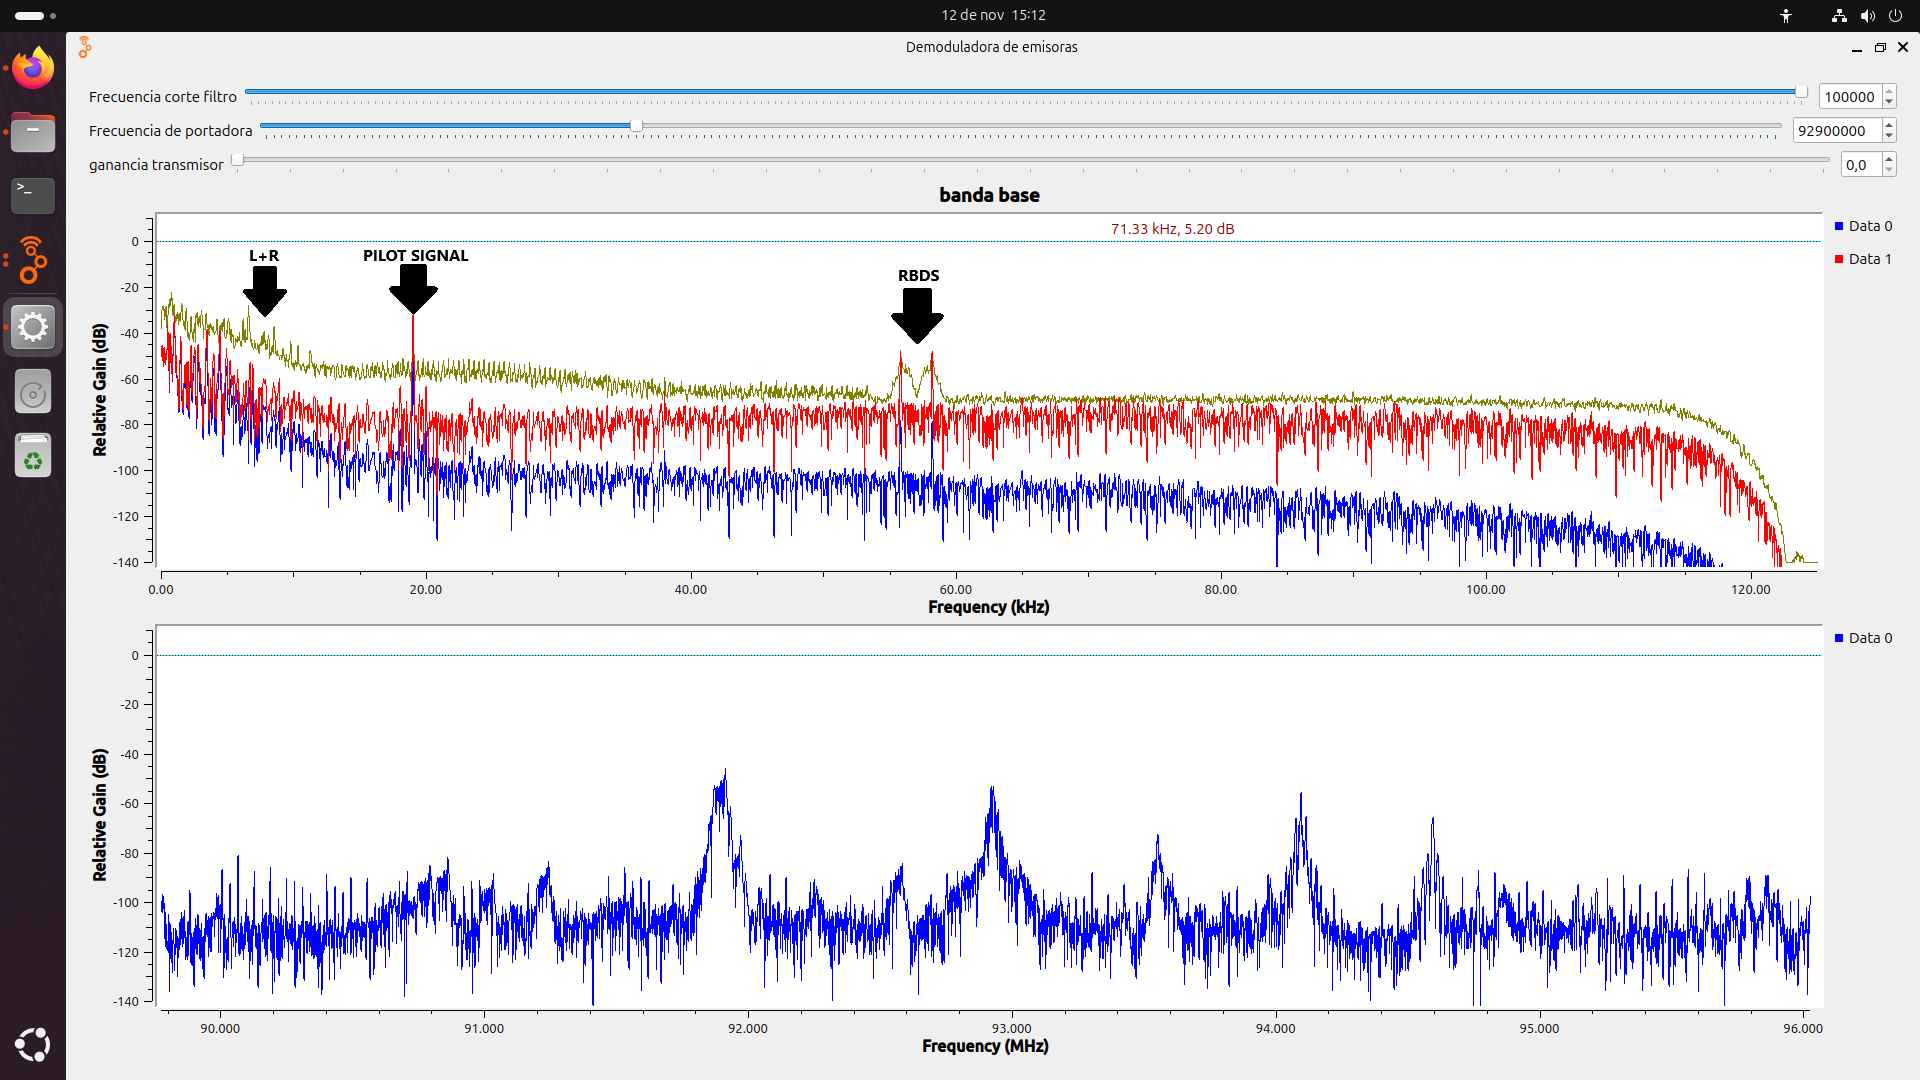 12 de nov 15:12
Demoduladora de emisoras
Frecuencia corte filtro 100000
Frecuencia de portadora 92900000
ganancia transmisor 0,0
banda base
71.33 kHz, 5.20 dB
Data 0
Data 1
L+R
PILOT SIGNAL
RBDS
Relative Gain (dB)
0
-20
-40
-60
-80
-100
-120
-140
0.00 20.00 40.00 60.00 80.00 100.00 120.00
Frequency (kHz)
Data 0
Relative Gain (dB)
0
-20
-40
-60
-80
-100
-120
-140
90.000 91.000 92.000 93.000 94.000 95.000 96.000
Frequency (MHz)
>_